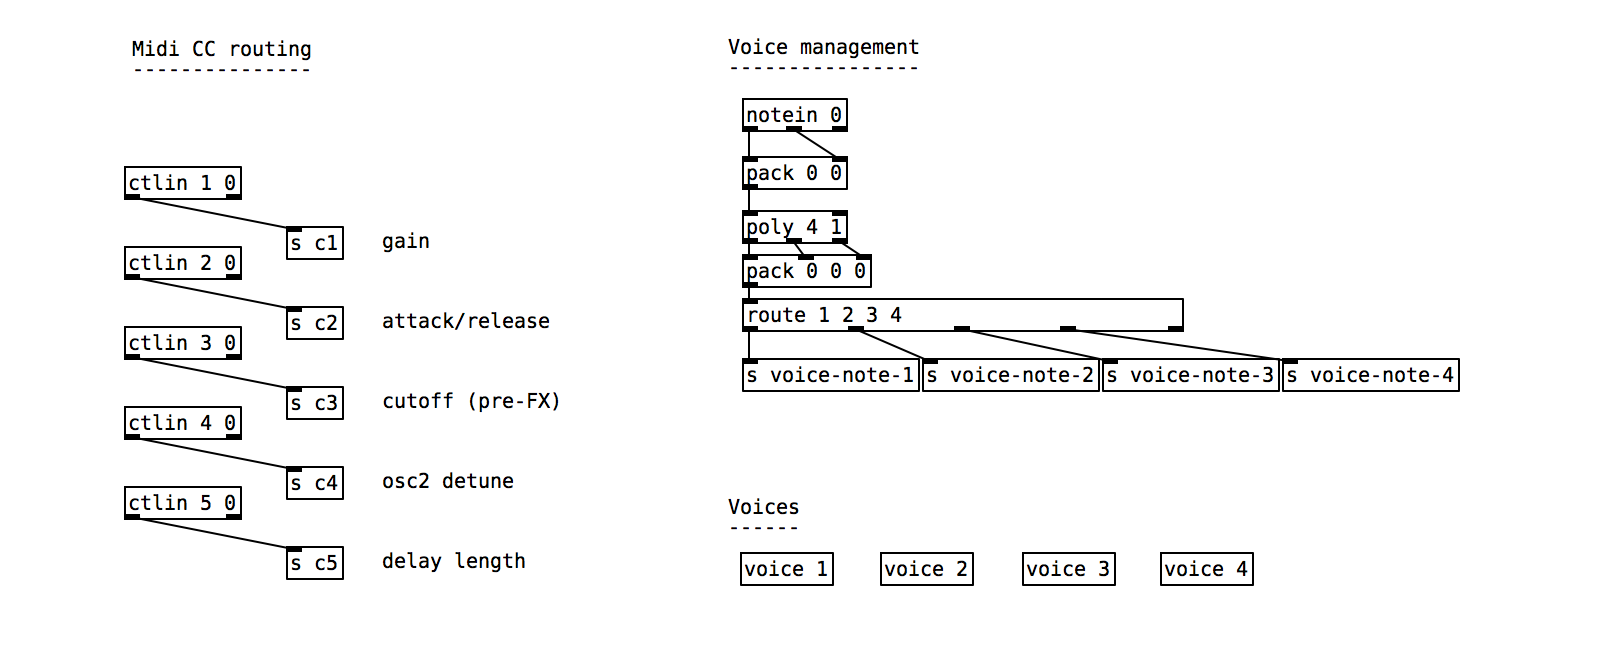 Midi CC routing
---------------
ctlin 1 0
s c1 gain
ctlin 2 0
s c2 attack/release
ctlin 3 0
s c3 cutoff (pre-FX)
ctlin 4 0
s c4 osc2 detune
ctlin 5 0
s c5 delay length
Voice management
----------------
notein 0
pack 0 0
poly 4 1
pack 0 0 0
route 1 2 3 4
s voice-note-1 s voice-note-2 s voice-note-3 s voice-note-4
Voices
------
voice 1 voice 2 voice 3 voice 4